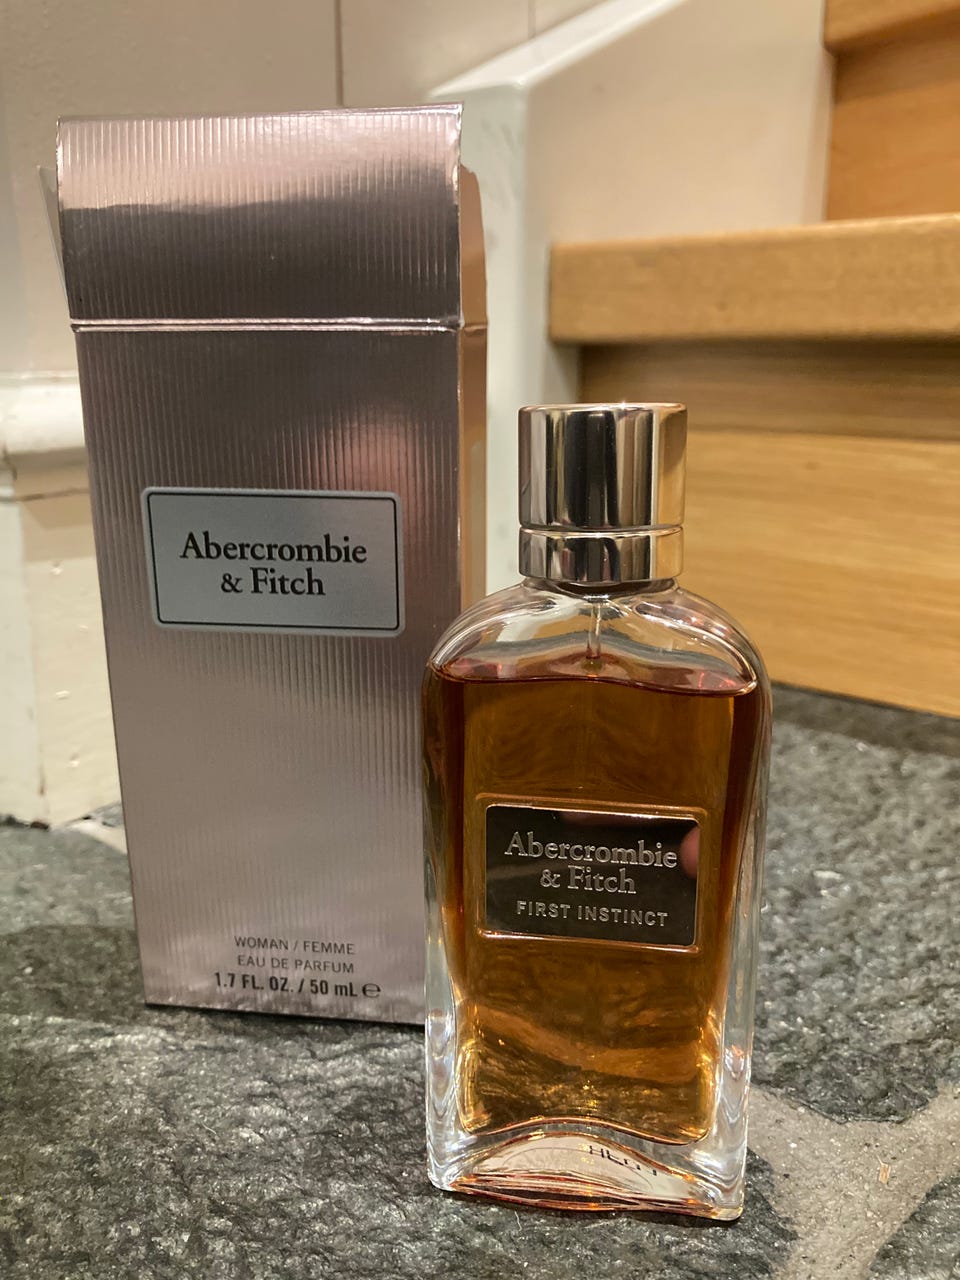 Abercrombie
& Fitch
WOMAN / FEMME
EAU DE PARFUM
1.7 FL. OZ. / 50 mL ℮
Abercrombie
& Fitch
FIRST INSTINCT